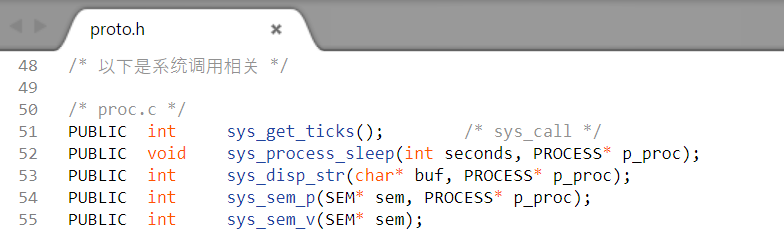 proto.h
48 /* 以下是系统调用相关 */
49
50 /* proc.c */
51 PUBLIC int sys_get_ticks(); /* sys_call */
52 PUBLIC void sys_process_sleep(int seconds, PROCESS* p_proc);
53 PUBLIC int sys_disp_str(char* buf, PROCESS* p_proc);
54 PUBLIC int sys_sem_p(SEM* sem, PROCESS* p_proc);
55 PUBLIC int sys_sem_v(SEM* sem);